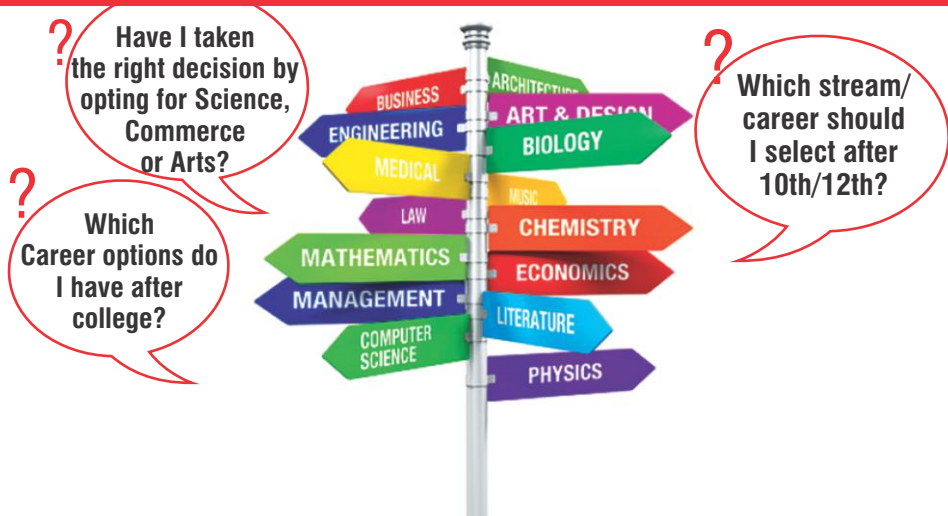 ?
Have I taken
the right decision by
opting for Science,
Commerce
or Arts?
?
Which
Career options do
I have after
college?
BUSINESS
ENGINEERING
MEDICAL
LAW
MATHEMATICS
MANAGEMENT
COMPUTER
SCIENCE
ARCHITECTURE
ART & DESIGN
BIOLOGY
MUSIC
CHEMISTRY
ECONOMICS
LITERATURE
PHYSICS
?
Which stream/
career should
I select after
10th/12th?